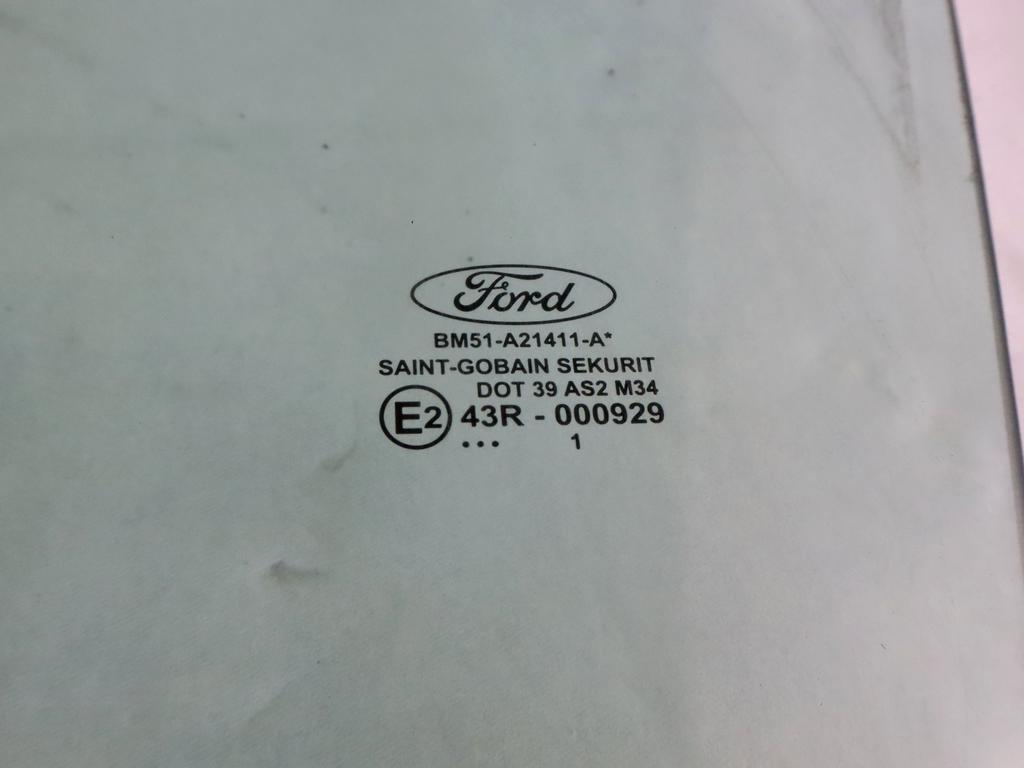 Ford
BM51-A21411-A*
SAINT-GOBAIN SEKURIT
DOT 39 AS2 M34
E2 43R - 000929
... 1